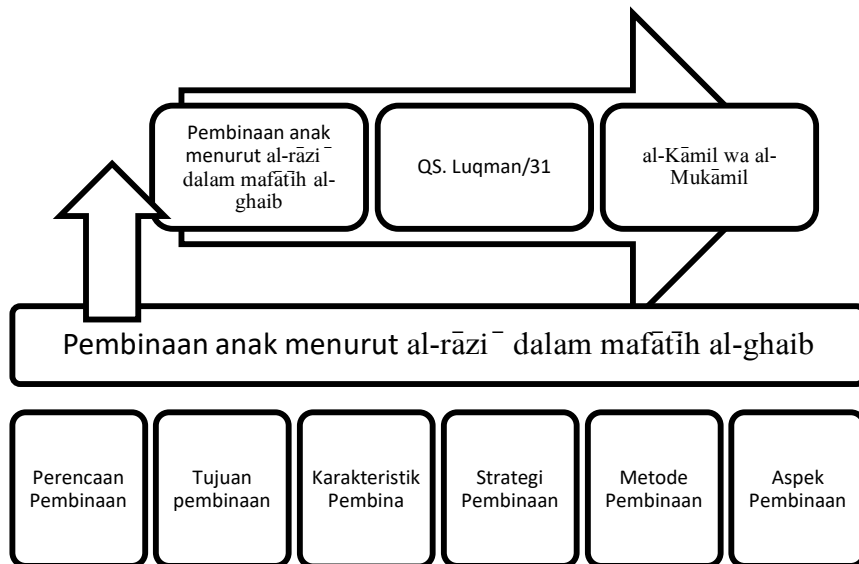 Pembinaan anak
menurut al-rāzi¯
dalam mafātīh al-
ghaib
QS. Luqman/31
al-Kāmil wa al-
Mukāmil
Pembinaan anak menurut al-rāzi¯ dalam mafātīh al-ghaib
Perencaan
Pembinaan
Tujuan
pembinaan
Karakteristik
Pembina
Strategi
Pembinaan
Metode
Pembinaan
Aspek
Pembinaan